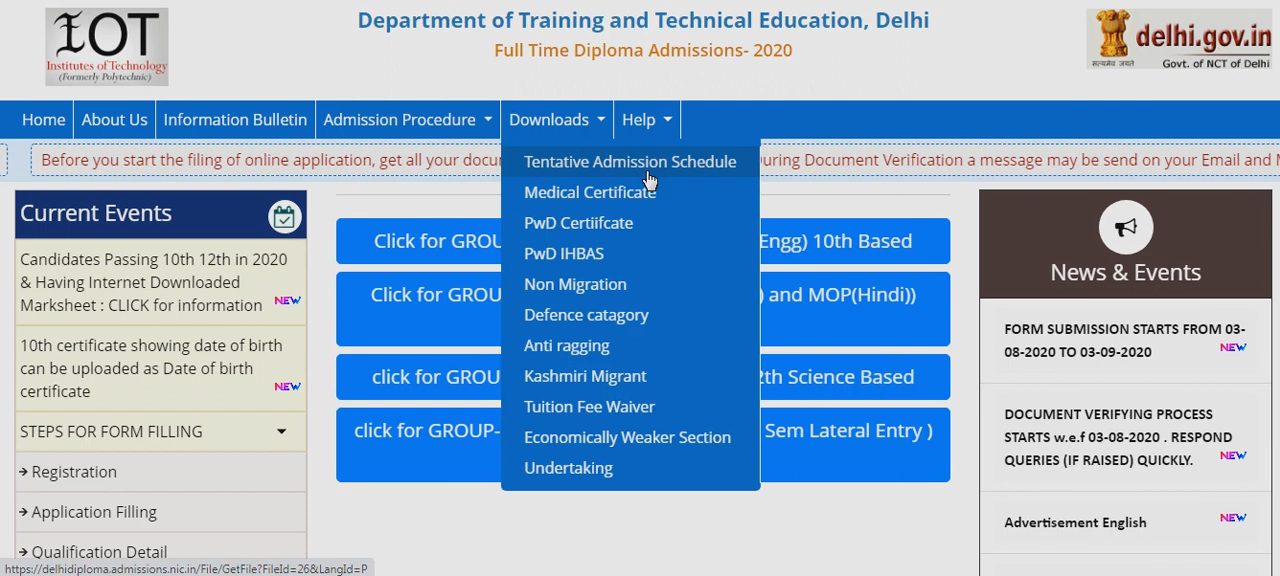 IOT
Institutes of Technology
(Formerly Polytechnic)
Department of Training and Technical Education, Delhi
Full Time Diploma Admissions- 2020
सत्यमेव जयते
delhi.gov.in
Govt. of NCT of Delhi
Home
About Us
Information Bulletin
Admission Procedure
Downloads
Help
Before you start the filing of online application, get all your
During Document Verification a message may be send on your Email and
Tentative Admission Schedule
Medical Certificate
PwD Certiifcate
PwD IHBAS
Non Migration
Defence catagory
Anti ragging
Kashmiri Migrant
Tuition Fee Waiver
Economically Weaker Section
Undertaking
Current Events
Candidates Passing 10th 12th in 2020
& Having Internet Downloaded
Marksheet : CLICK for information NEW
10th certificate showing date of birth
can be uploaded as Date of birth
certificate NEW
STEPS FOR FORM FILLING
Registration
Application Filling
Qualification Detail
Click for GROU Engg) 10th Based
Click for GROU ) and MOP(Hindi))
click for GROU 2th Science Based
click for GROUP- Sem Lateral Entry )
News & Events
FORM SUBMISSION STARTS FROM 03-
08-2020 TO 03-09-2020 NEW
DOCUMENT VERIFYING PROCESS
STARTS w.e.f 03-08-2020 . RESPOND
QUERIES (IF RAISED) QUICKLY. NEW
Advertisement English NEW
https://delhidiploma.admissions.nic.in/File/GetFile?FileId=26&LangId=P